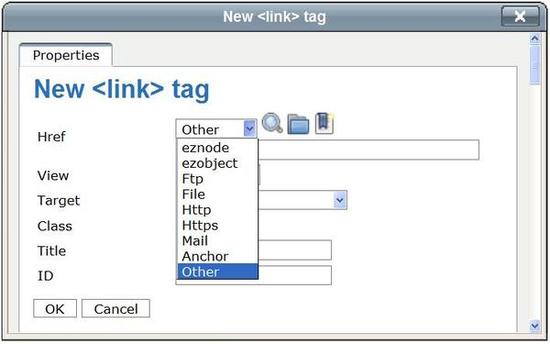 New <link> tag
Properties
New <link> tag
Href
Other
eznode
ezobject
Ftp
File
Http
Https
Mail
Anchor
Other
View
Target
Class
Title
ID
OK Cancel